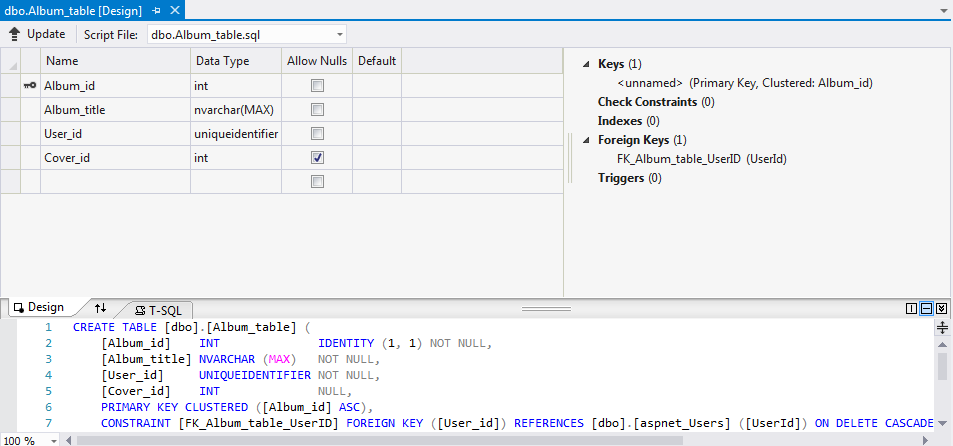 dbo.Album_table [Design]
Update Script File: dbo.Album_table.sql
Name Data Type Allow Nulls Default
Album_id int
Album_title nvarchar(MAX)
User_id uniqueidentifier
Cover_id int
Keys (1)
<unnamed> (Primary Key, Clustered: Album_id)
Check Constraints (0)
Indexes (0)
Foreign Keys (1)
FK_Album_table_UserID (UserId)
Triggers (0)
Design T-SQL
1 CREATE TABLE [dbo].[Album_table] (
2 [Album_id] INT IDENTITY (1, 1) NOT NULL,
3 [Album_title] NVARCHAR (MAX) NOT NULL,
4 [User_id] UNIQUEIDENTIFIER NOT NULL,
5 [Cover_id] INT NULL,
6 PRIMARY KEY CLUSTERED ([Album_id] ASC),
7 CONSTRAINT [FK_Album_table_UserID] FOREIGN KEY ([User_id]) REFERENCES [dbo].[aspnet_Users] ([UserId]) ON DELETE CASCADE
100 %